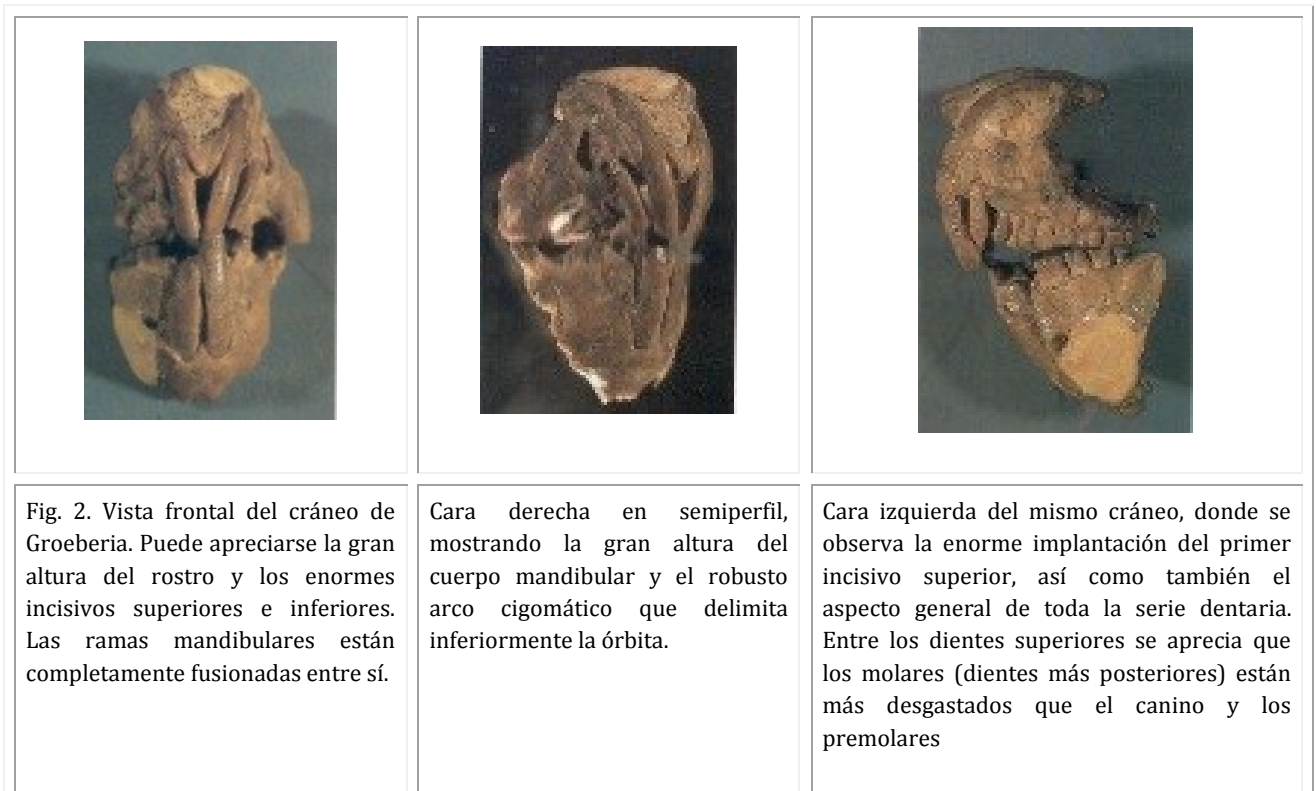 Fig. 2. Vista frontal del cráneo de
Groeberia. Puede apreciarse la gran
altura del rostro y los enormes
incisivos superiores e inferiores.
Las ramas mandibulares están
completamente fusionadas entre sí.
Cara derecha en semiperfil,
mostrando la gran altura del
cuerpo mandibular y el robusto
arco cigomático que delimita
inferiormente la órbita.
Cara izquierda del mismo cráneo, donde se
observa la enorme implantación del primer
incisivo superior, así como también el
aspecto general de toda la serie dentaria.
Entre los dientes superiores se aprecia que
los molares (dientes más posteriores) están
más desgastados que el canino y los
premolares